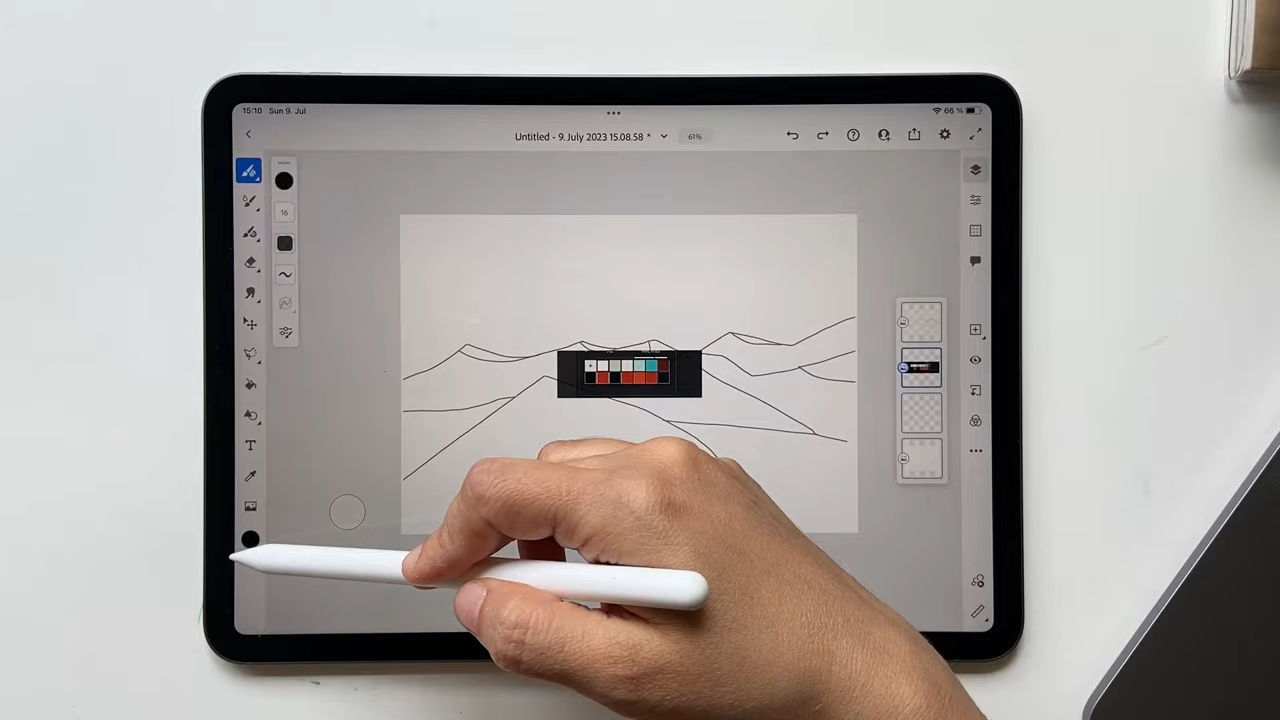 15:10 Sun 9. Jul
66 %
Untitled - 9.July 2023 15.08.58 *
61%
16
T